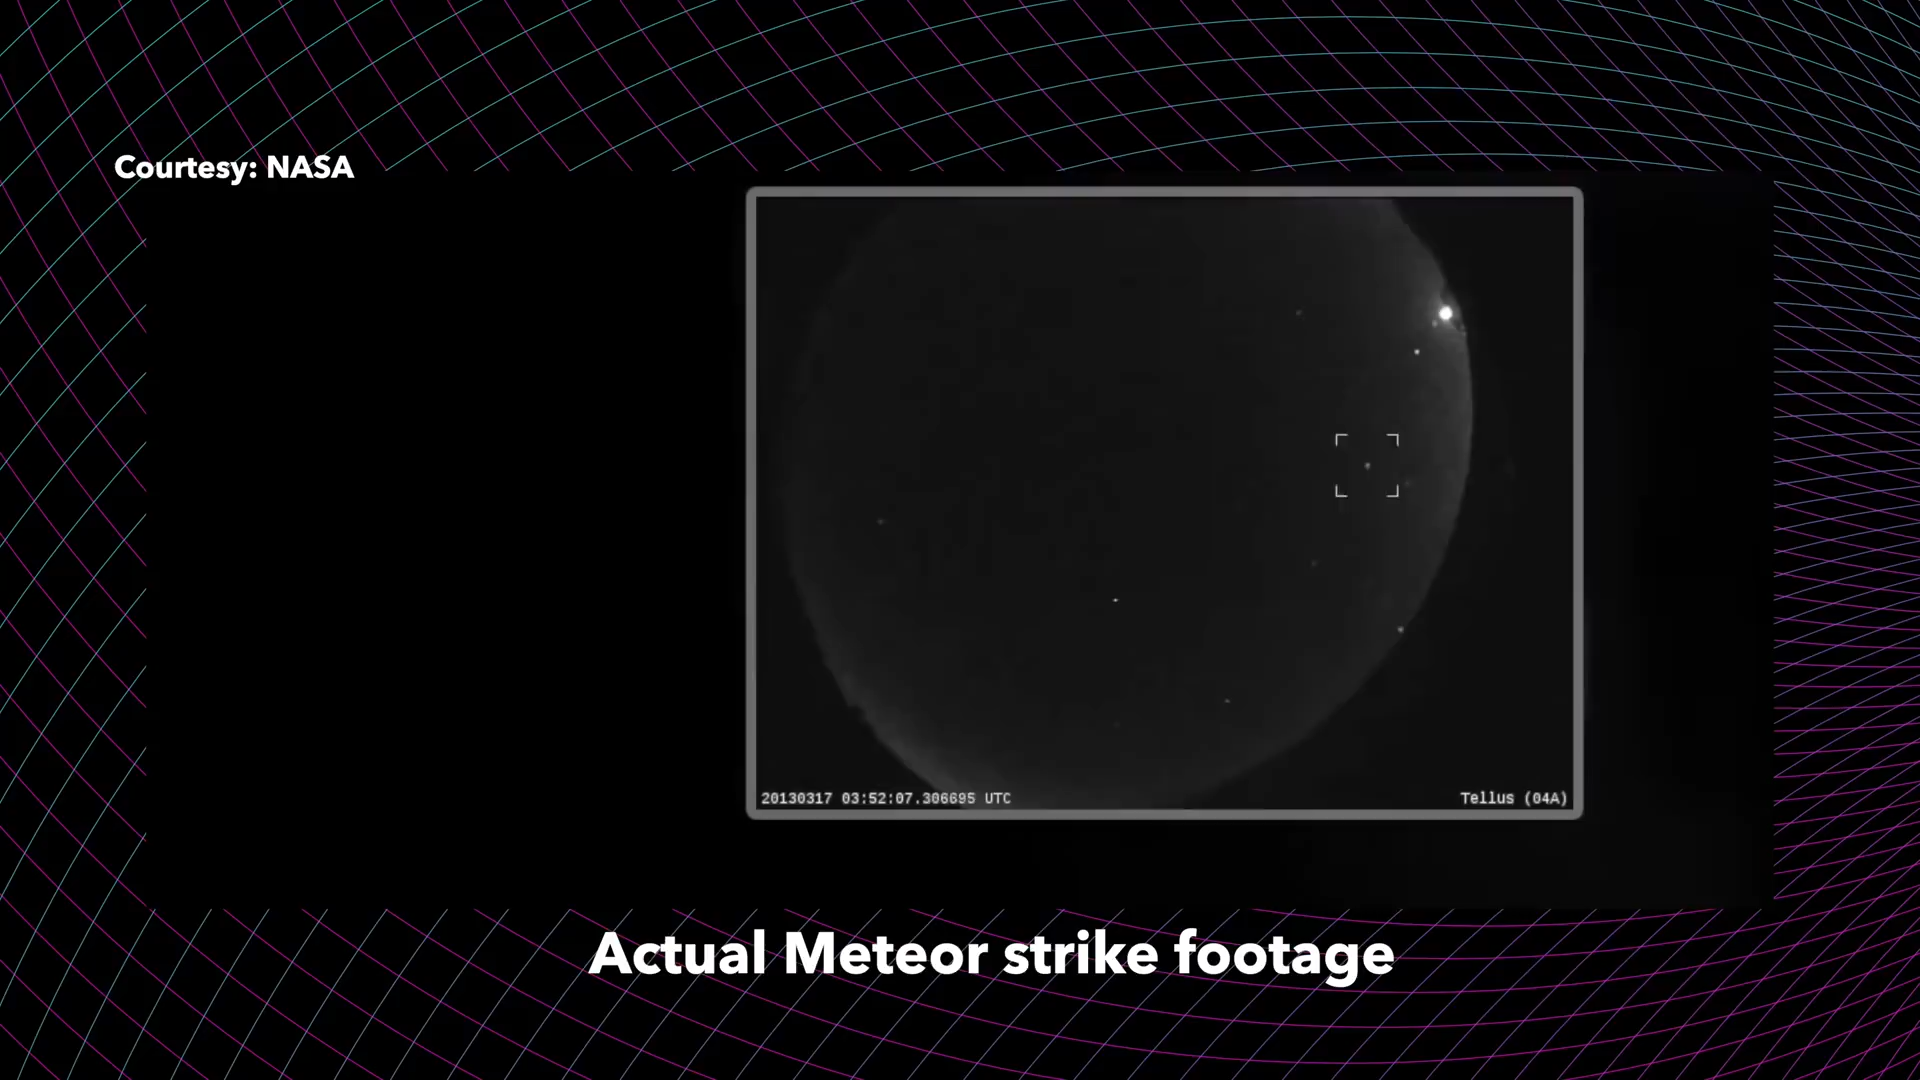 Courtesy: NASA
20130317 03:52:07.306695 UTC
Tellus (04A)
Actual Meteor strike footage